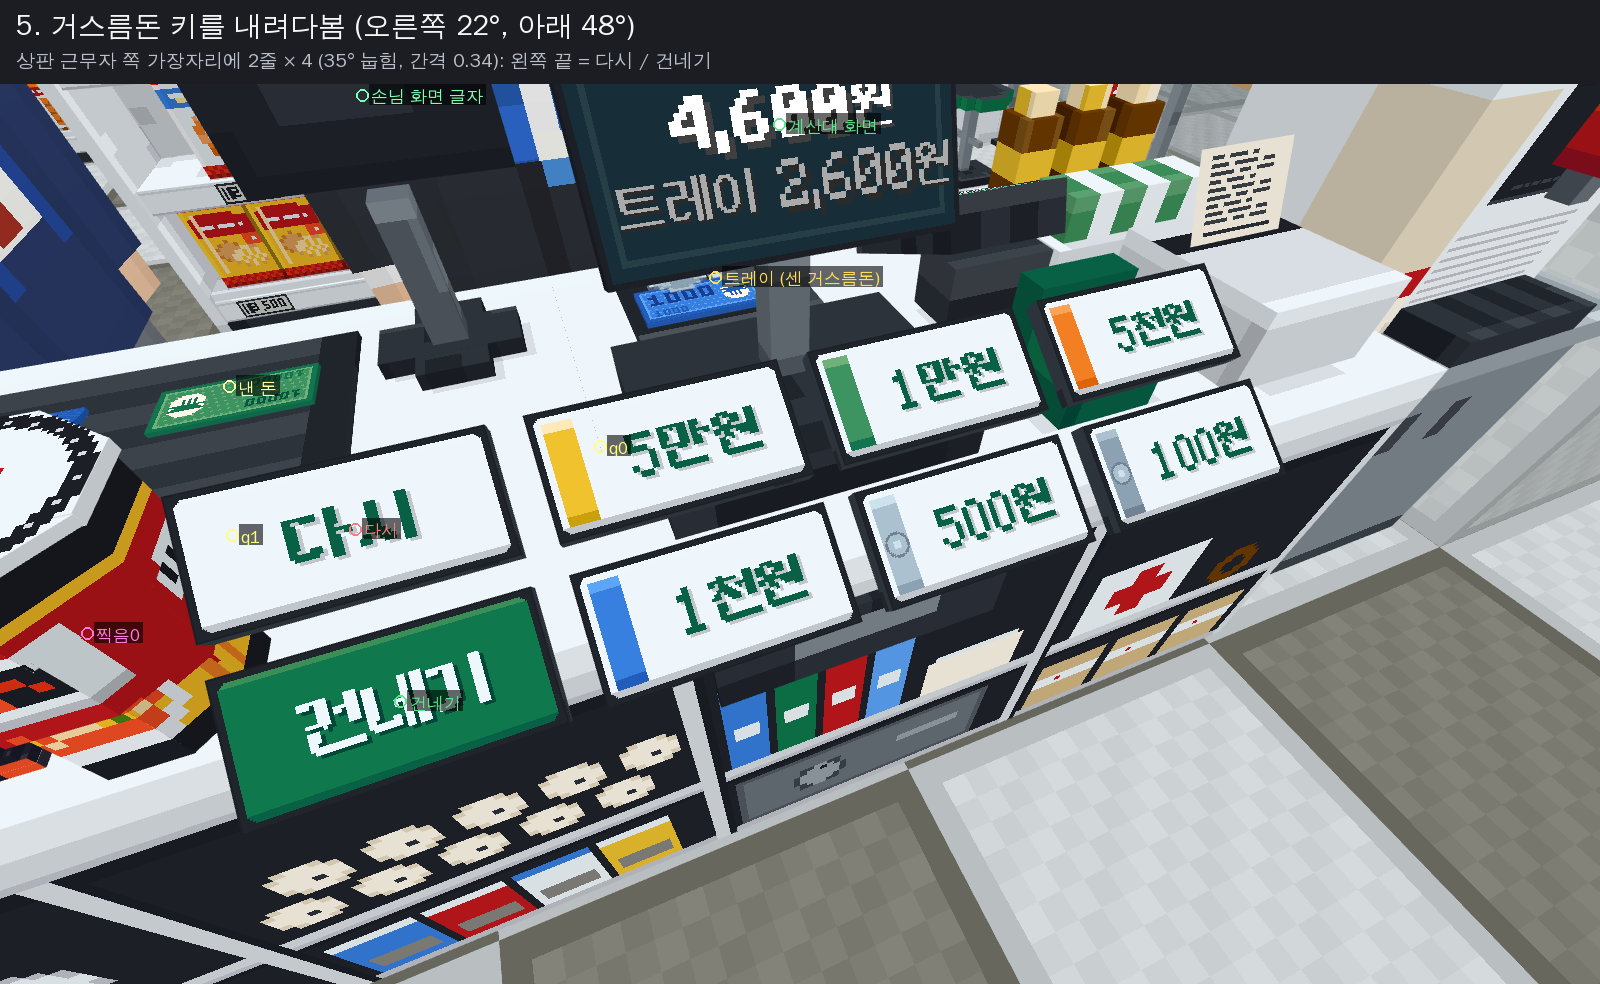 5. 거스름돈 키를 내려다봄 (오른쪽 22°, 아래 48°)
상판 근무자 쪽 가장자리에 2줄 × 4 (35° 눕힘, 간격 0.34): 왼쪽 끝 = 다시 / 건네기
손님 화면 글자
4,600원
계산대 화면
트레이 2,600원
트레이 (센 거스름돈)
1000
500
내 돈
5천원
1만원
5만원
q0
100원
500원
다시
q1
다시
1천원
찍음0
건네기
건네기